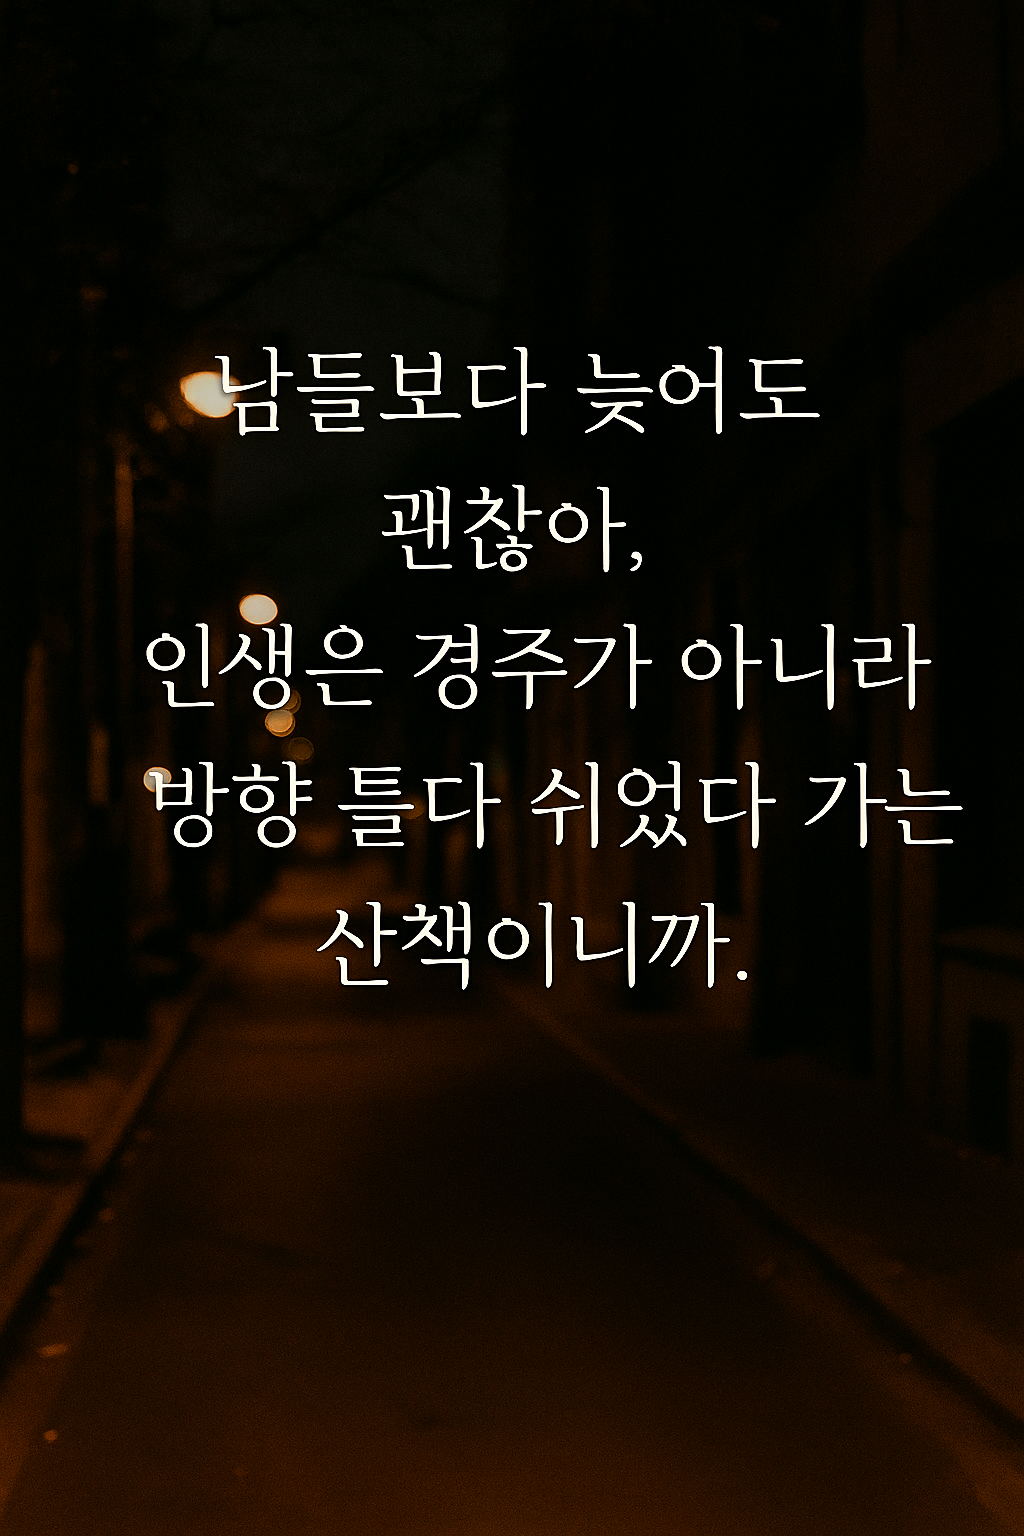 남들보다 늦어도
괜찮아,
인생은 경주가 아니라
방향 틀다 쉬었다 가는
산책이니까.